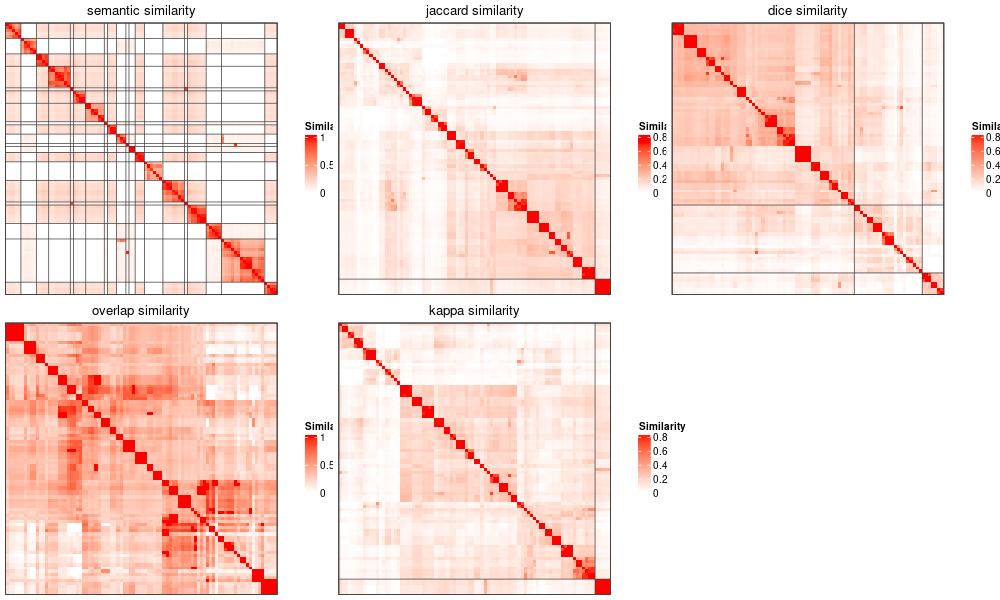 semantic similarity
Simila
1
0.5
0
jaccard similarity
Simila
0.8
0.6
0.4
0.2
0
dice similarity
Simila
0.8
0.6
0.4
0.2
0
overlap similarity
Simila
1
0.5
0
kappa similarity
Similarity
0.8
0.6
0.4
0.2
0